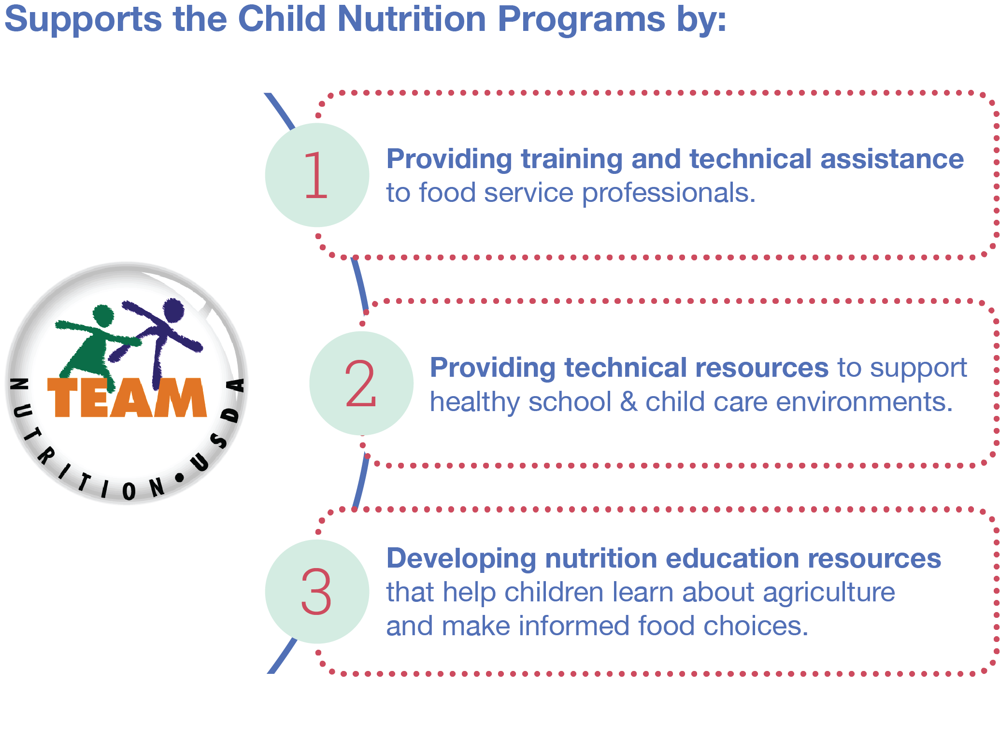 Supports the Child Nutrition Programs by:
TEAM
NUTRITION • USDA
1
Providing training and technical assistance
to food service professionals.
2
Providing technical resources to support
healthy school & child care environments.
3
Developing nutrition education resources
that help children learn about agriculture
and make informed food choices.